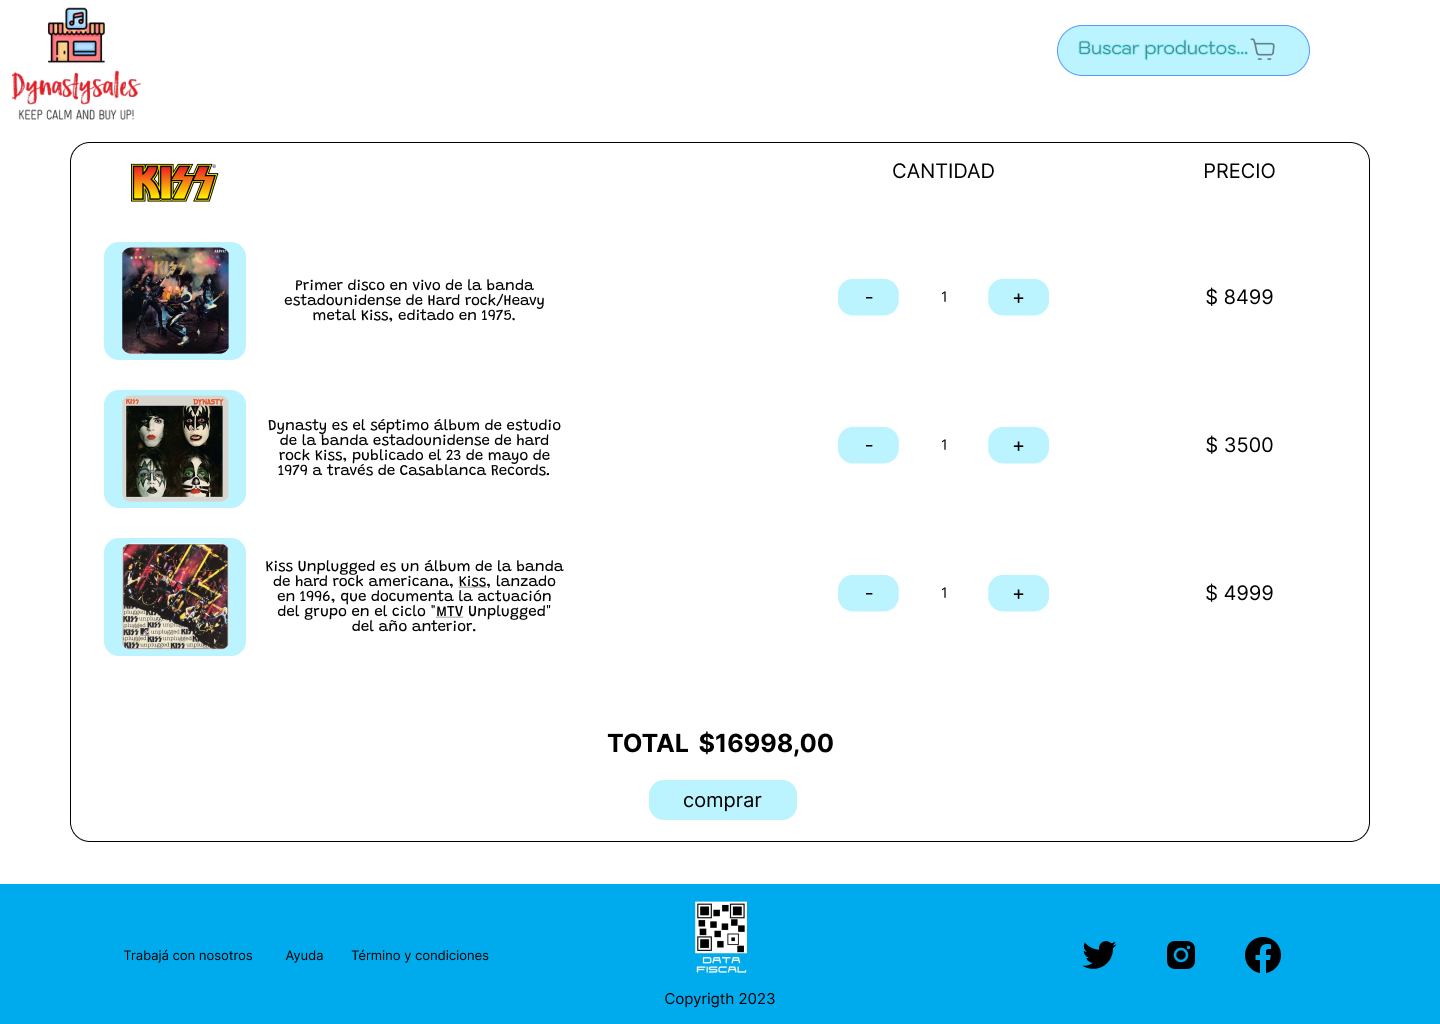 Dynastysales
KEEP CALM AND BUY UP!
Buscar productos...
KISS
CANTIDAD
PRECIO
KISS
Primer disco en vivo de la banda
estadounidense de Hard rock/Heavy
metal Kiss, editado en 1975.
-
1
+
$ 8499
KISS
DYNASTY
Dynasty es el séptimo álbum de estudio
de la banda estadounidense de hard
rock Kiss, publicado el 23 de mayo de
1979 a través de Casablanca Records.
-
1
+
$ 3500
KISS unplugged
Kiss Unplugged es un álbum de la banda
de hard rock americana, Kiss, lanzado
en 1996, que documenta la actuación
del grupo en el ciclo "MTV Unplugged"
del año anterior.
-
1
+
$ 4999
TOTAL $16998,00
comprar
Trabajá con nosotros
Ayuda
Término y condiciones
DATA
FISCAL
Copyrigth 2023